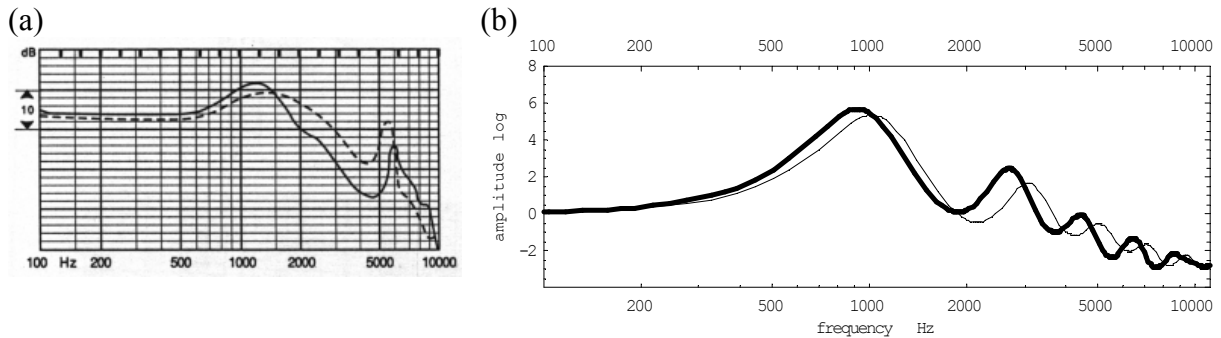 (a)
dB
10
100 Hz 200 500 1000 2000 5000 10000
(b)
100 200 500 1000 2000 5000 10000
8
6
4
2
0
−2
amplitude log
200 500 1000 2000 5000 10000
frequency Hz